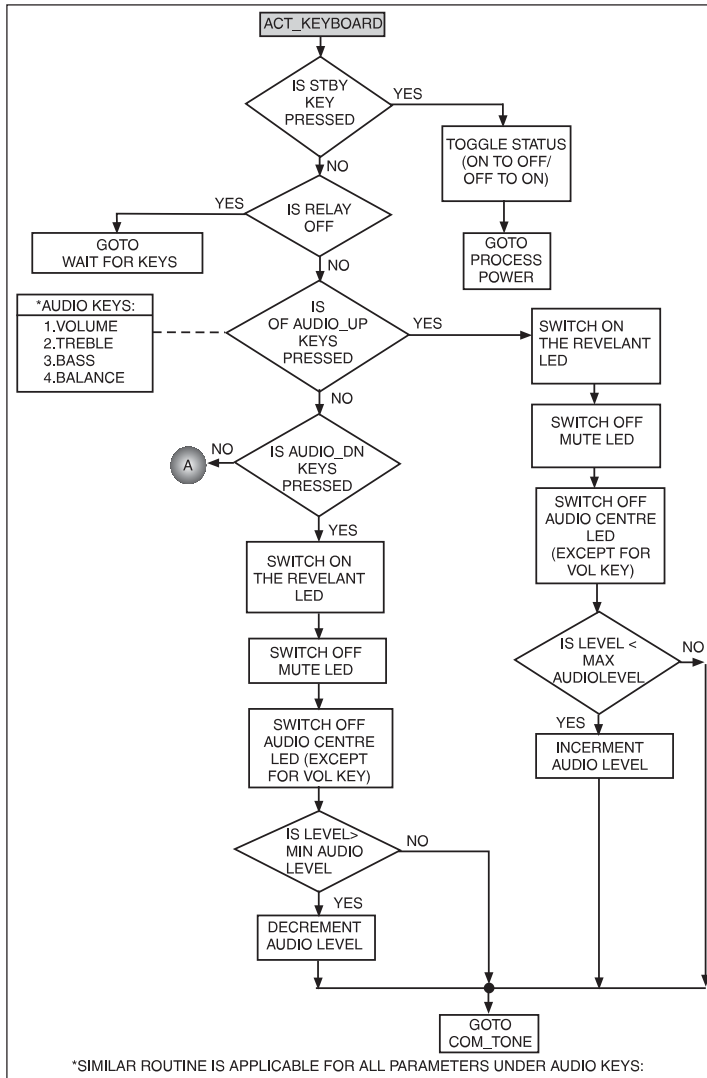 ACT_KEYBOARD
IS STBY
KEY
PRESSED
YES
TOGGLE STATUS
(ON TO OFF/
OFF TO ON)
GOTO
PROCESS
POWER
NO
IS RELAY
OFF
YES
GOTO
WAIT FOR KEYS
NO
*AUDIO KEYS:
1.VOLUME
2.TREBLE
3.BASS
4.BALANCE
IS
OF AUDIO_UP
KEYS
PRESSED
YES
SWITCH ON
THE REVELANT
LED
SWITCH OFF
MUTE LED
SWITCH OFF
AUDIO CENTRE
LED
(EXCEPT FOR
VOL KEY)
IS LEVEL <
MAX
AUDIOLEVEL
NO
YES
INCERMENT
AUDIO LEVEL
NO
IS AUDIO_DN
KEYS
PRESSED
NO
A
YES
SWITCH ON
THE REVELANT
LED
SWITCH OFF
MUTE LED
SWITCH OFF
AUDIO CENTRE
LED (EXCEPT
FOR VOL KEY)
IS LEVEL>
MIN AUDIO
LEVEL
NO
YES
DECREMENT
AUDIO LEVEL
GOTO
COM_TONE
*SIMILAR ROUTINE IS APPLICABLE FOR ALL PARAMETERS UNDER AUDIO KEYS: